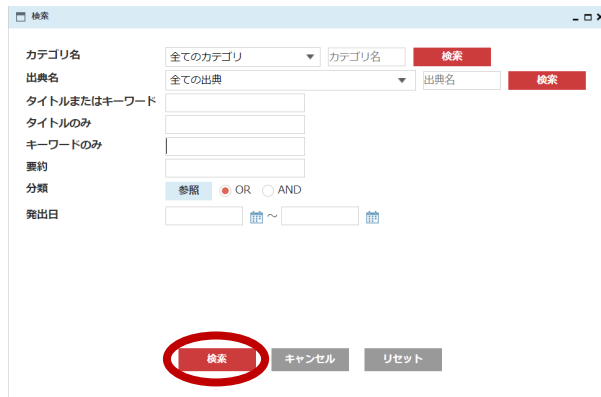 検索
カテゴリ名 全てのカテゴリ カテゴリ名 検索
出典名 全ての出典 出典名 検索
タイトルまたはキーワード
タイトルのみ
キーワードのみ
要約
分類 参照 OR AND
発出日 ～
検索 キャンセル リセット